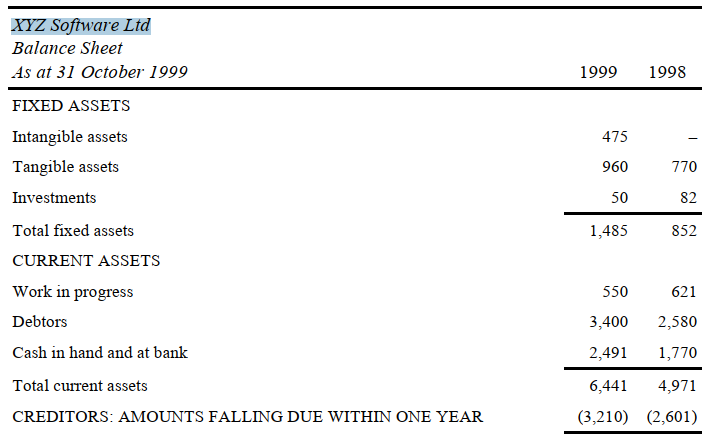 XYZ Software Ltd
Balance Sheet
As at 31 October 1999 1999 1998
FIXED ASSETS
Intangible assets 475 –
Tangible assets 960 770
Investments 50 82
Total fixed assets 1,485 852
CURRENT ASSETS
Work in progress 550 621
Debtors 3,400 2,580
Cash in hand and at bank 2,491 1,770
Total current assets 6,441 4,971
CREDITORS: AMOUNTS FALLING DUE WITHIN ONE YEAR (3,210) (2,601)